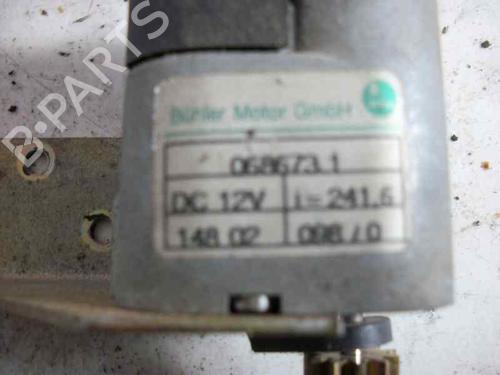 B-PARTS
Bühler Motor GmbH
068673.1
DC 12V i=241,6
148.02 098/0